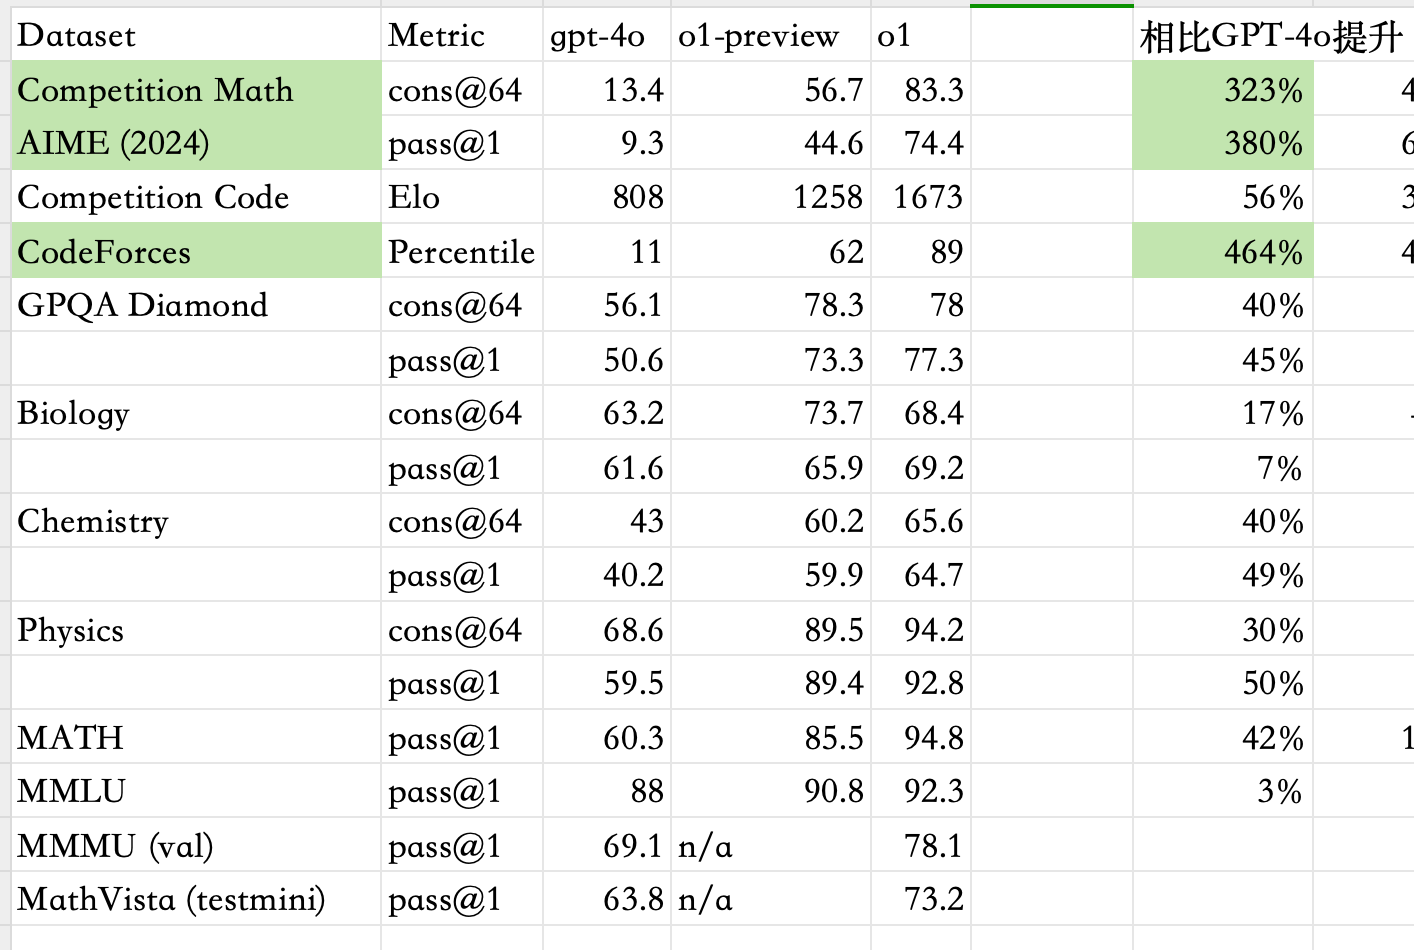 Dataset Metric gpt-4o o1-preview o1 相比GPT-4o提升
Competition Math cons@64 13.4 56.7 83.3 323% 4
AIME (2024) pass@1 9.3 44.6 74.4 380% 6
Competition Code Elo 808 1258 1673 56% 3
CodeForces Percentile 11 62 89 464% 4
GPQA Diamond cons@64 56.1 78.3 78 40%
pass@1 50.6 73.3 77.3 45%
Biology cons@64 63.2 73.7 68.4 17% -
pass@1 61.6 65.9 69.2 7%
Chemistry cons@64 43 60.2 65.6 40%
pass@1 40.2 59.9 64.7 49%
Physics cons@64 68.6 89.5 94.2 30%
pass@1 59.5 89.4 92.8 50%
MATH pass@1 60.3 85.5 94.8 42% 1
MMLU pass@1 88 90.8 92.3 3%
MMMU (val) pass@1 69.1 n/a 78.1
MathVista (testmini) pass@1 63.8 n/a 73.2